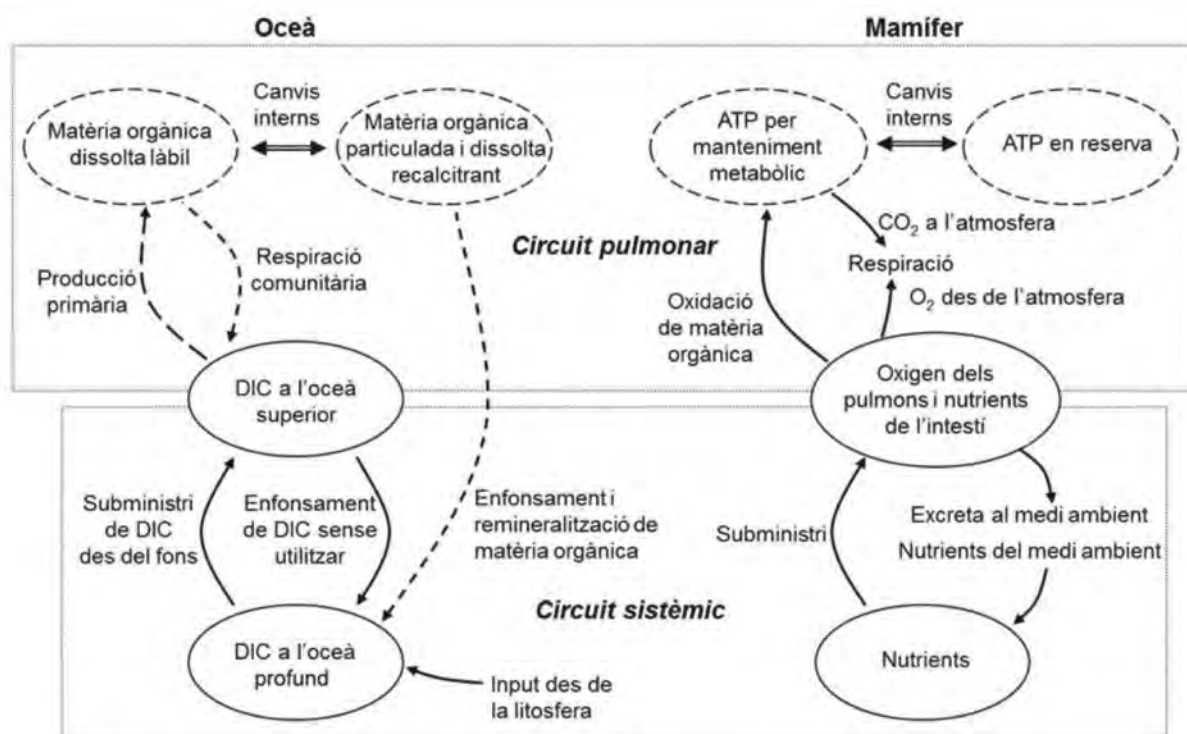 Oceà
Mamífer
Matèria orgànica
dissolta làbil
Canvis
interns
Matèria orgànica
particulada i dissolta
recalcitrant
ATP per
manteniment
metabòlic
Canvis
interns
ATP en reserva
Circuit pulmonar
Producció
primària
Respiració
comunitària
CO₂ a l’atmosfera
Respiració
O₂ des de l’atmosfera
Oxidació
de matèria
orgànica
DIC a l’oceà
superior
Oxigen dels
pulmons i nutrients
de l’intestí
Subministri
de DIC
des del fons
Enfonsament
de DIC sense
utilitzar
Enfonsament i
remineralització de
matèria orgànica
Subministri
Excreta al medi ambient
Nutrients del medi ambient
Circuit sistèmic
DIC a l’oceà
profund
Input des de
la litosfera
Nutrients